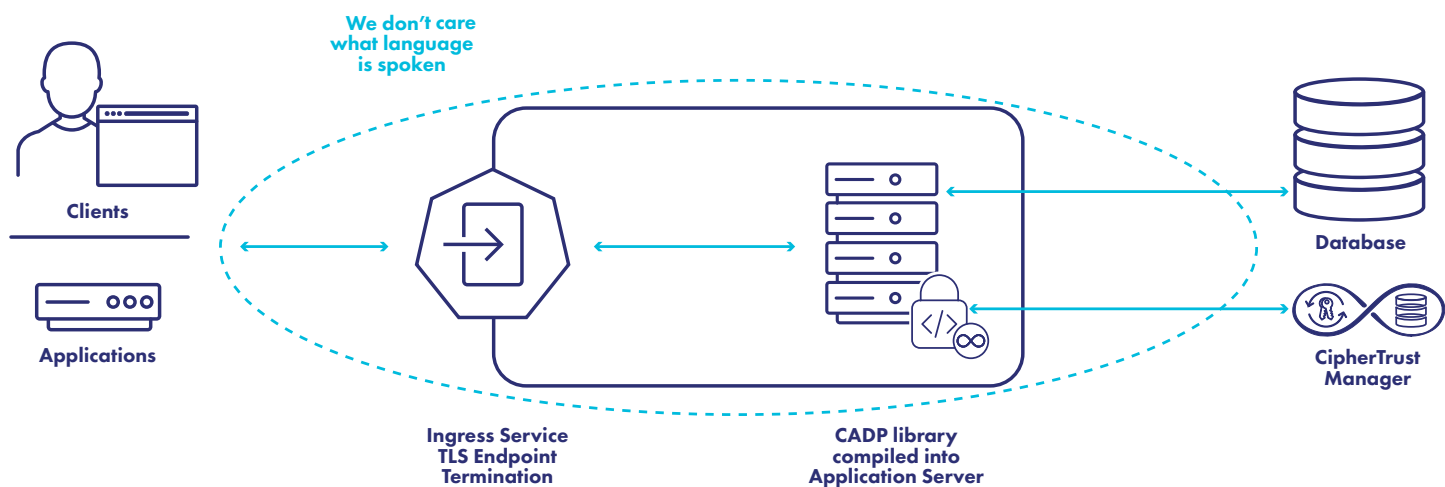 We don't care
what language
is spoken
Clients
Applications
Ingress Service
TLS Endpoint
Termination
</>
CADP library
compiled into
Application Server
Database
CipherTrust
Manager